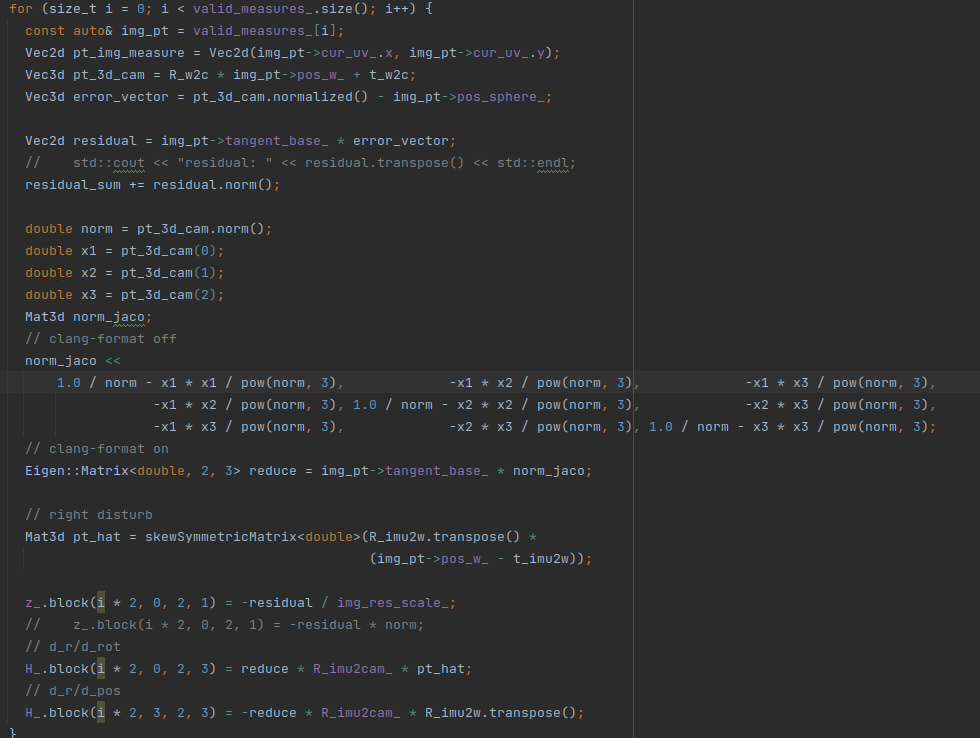 for (size_t i = 0; i < valid_measures_.size(); i++) {
const auto& img_pt = valid_measures_[i];
Vec2d pt_img_measure = Vec2d(img_pt->cur_uv_.x, img_pt->cur_uv_.y);
Vec3d pt_3d_cam = R_w2c * img_pt->pos_w_ + t_w2c;
Vec3d error_vector = pt_3d_cam.normalized() - img_pt->pos_sphere_;
Vec2d residual = img_pt->tangent_base_ * error_vector;
//    std::cout << "residual: " << residual.transpose() << std::endl;
residual_sum += residual.norm();
double norm = pt_3d_cam.norm();
double x1 = pt_3d_cam(0);
double x2 = pt_3d_cam(1);
double x3 = pt_3d_cam(2);
Mat3d norm_jaco;
// clang-format off
norm_jaco <<
1.0 / norm - x1 * x1 / pow(norm, 3),             -x1 * x2 / pow(norm, 3),             -x1 * x3 / pow(norm, 3),
-x1 * x2 / pow(norm, 3), 1.0 / norm - x2 * x2 / pow(norm, 3),             -x2 * x3 / pow(norm, 3),
-x1 * x3 / pow(norm, 3),             -x2 * x3 / pow(norm, 3), 1.0 / norm - x3 * x3 / pow(norm, 3);
// clang-format on
Eigen::Matrix<double, 2, 3> reduce = img_pt->tangent_base_ * norm_jaco;
// right disturb
Mat3d pt_hat = skewSymmetricMatrix<double>(R_imu2w.transpose() *
(img_pt->pos_w_ - t_imu2w));
z_.block(i * 2, 0, 2, 1) = -residual / img_res_scale_;
//    z_.block(i * 2, 0, 2, 1) = -residual * norm;
// d_r/d_rot
H_.block(i * 2, 0, 2, 3) = reduce * R_imu2cam_ * pt_hat;
// d_r/d_pos
H_.block(i * 2, 3, 2, 3) = -reduce * R_imu2cam_ * R_imu2w.transpose();
}